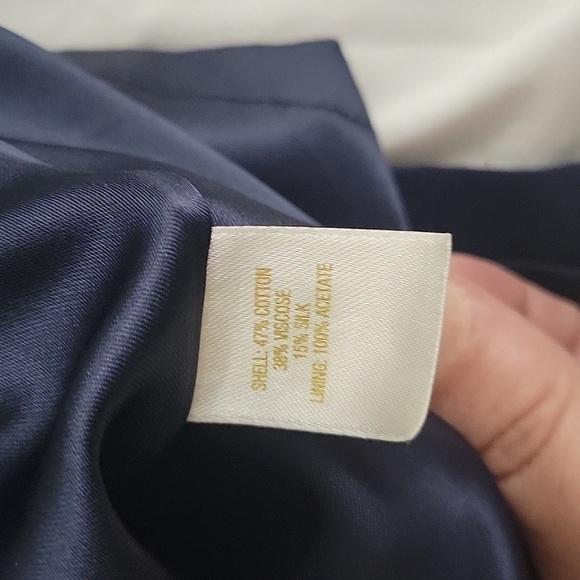 SHELL: 47% COTTON
38% VISCOSE
15% SILK
LINING: 100% ACETATE